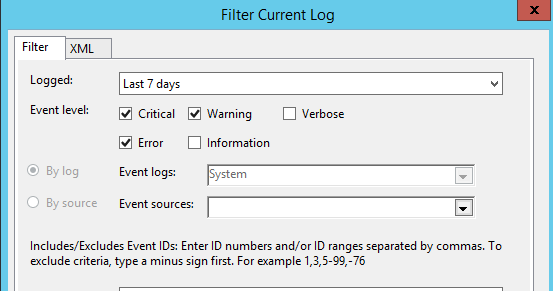 Filter Current Log
x
Filter XML
Logged: Last 7 days
Event level: Critical Warning Verbose
Error Information
By log Event logs: System
By source Event sources:
Includes/Excludes Event IDs: Enter ID numbers and/or ID ranges separated by commas. To
exclude criteria, type a minus sign first. For example 1,3,5-99,-76